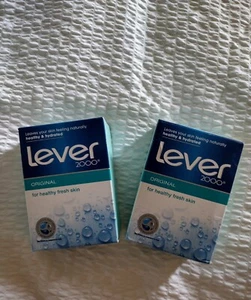 Leaves your skin feeling naturally
healthy & hydrated
Lever
2000®
ORIGINAL
for healthy fresh skin
Leaves your skin feeling naturally
healthy & hydrated
Lever
2000®
ORIGINAL
for healthy fresh skin